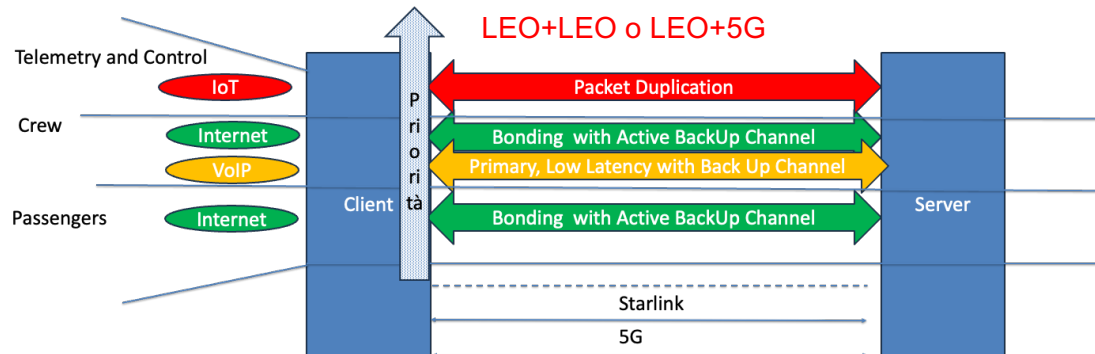 LEO+LEO o LEO+5G
Telemetry and Control
IoT
Packet Duplication
Crew
Internet
Bonding with Active BackUp Channel
VoIP
Primary, Low Latency with Back Up Channel
Passengers
Internet
Bonding with Active BackUp Channel
Client
Priorità
Server
Starlink
5G